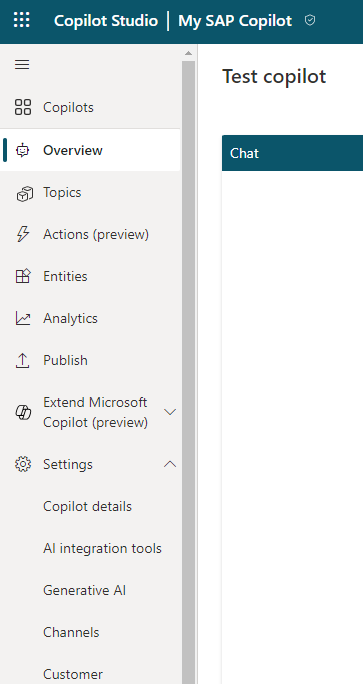 Copilot Studio | My SAP Copilot
Test copilot
Chat
Copilots
Overview
Topics
Actions (preview)
Entities
Analytics
Publish
Extend Microsoft
Copilot (preview)
Settings
Copilot details
AI integration tools
Generative AI
Channels
Customer